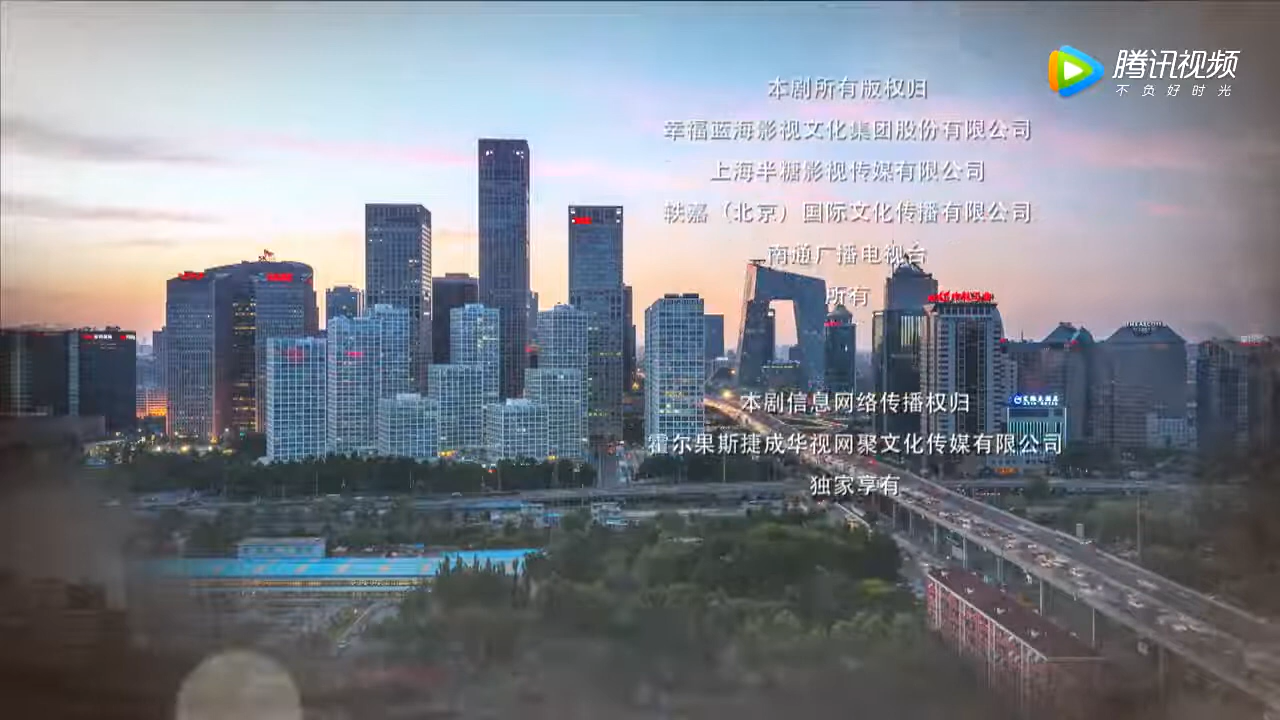 腾讯视频
不负好时光
本剧所有版权归
幸福蓝海影视文化集团股份有限公司
上海半糖影视传媒有限公司
轶嘉（北京）国际文化传播有限公司
南通广播电视台
所有
本剧信息网络传播权归
霍尔果斯捷成华视网聚文化传媒有限公司
独家享有